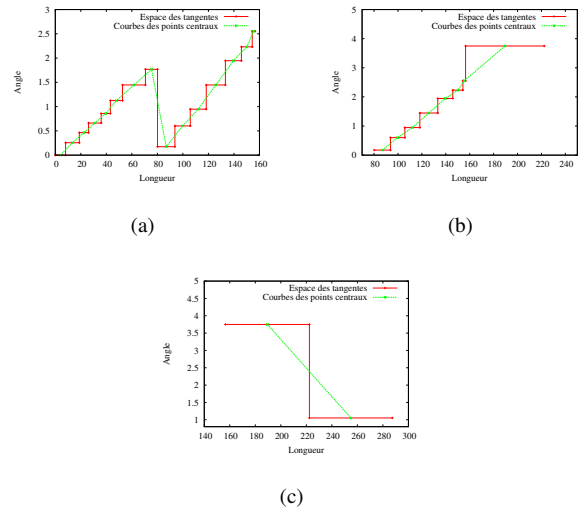 3
2.5
2
1.5
1
0.5
0
0 20 40 60 80 100 120 140 160
Angle
Longueur
Espace des tangentes
Courbes des points centraux
(a)
5
4
3
2
1
0
80 100 120 140 160 180 200 220 240
Angle
Longueur
Espace des tangentes
Courbes des points centraux
(b)
5
4.5
4
3.5
3
2.5
2
1.5
1
140 160 180 200 220 240 260 280 300
Angle
Longueur
Espace des tangentes
Courbes des points centraux
(c)